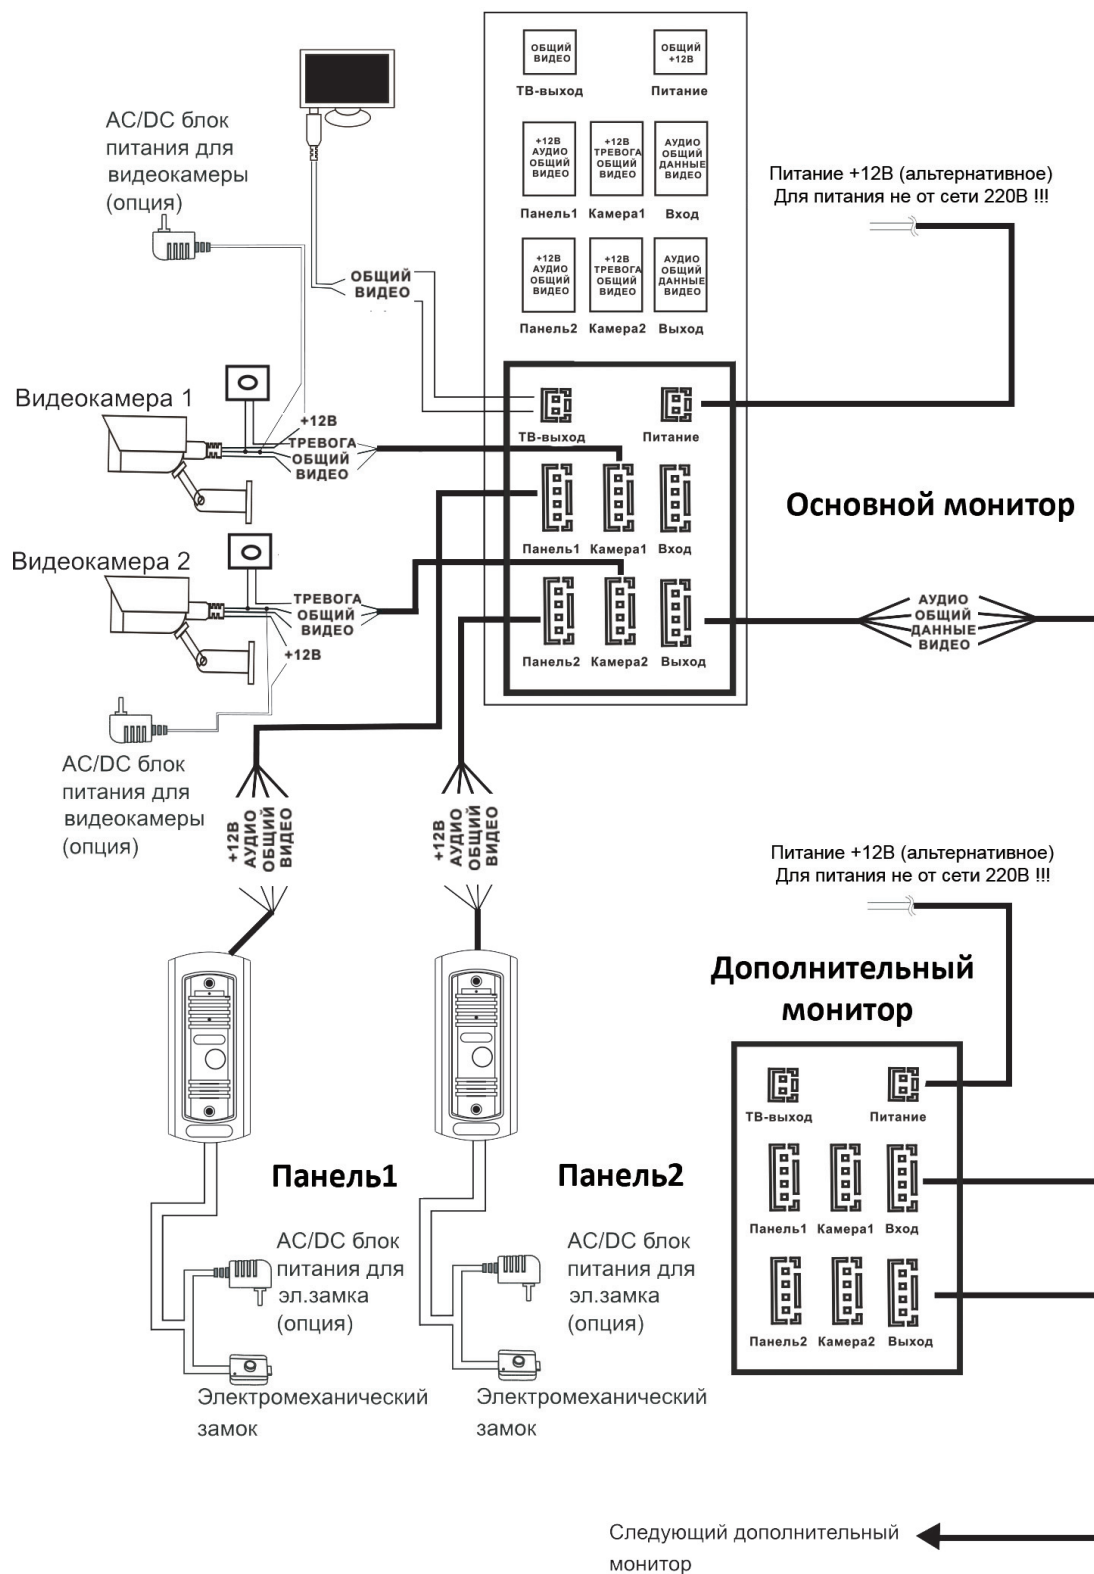 ОБЩИЙ
ВИДЕО
ТВ-выход
ОБЩИЙ
+12В
Питание
+12В
АУДИО
ОБЩИЙ
ВИДЕО
Панель1
+12В
ТРЕВОГА
ОБЩИЙ
ВИДЕО
Камера1
АУДИО
ОБЩИЙ
ДАННЫЕ
ВИДЕО
Вход
+12В
АУДИО
ОБЩИЙ
ВИДЕО
Панель2
+12В
ТРЕВОГА
ОБЩИЙ
ВИДЕО
Камера2
АУДИО
ОБЩИЙ
ДАННЫЕ
ВИДЕО
Выход
AC/DC блок
питания для
видеокамеры
(опция)
Питание +12В (альтернативное)
Для питания не от сети 220В !!!
ОБЩИЙ
ВИДЕО
Видеокамера 1
+12В
ТРЕВОГА
ОБЩИЙ
ВИДЕО
ТВ-выход
Питание
Панель1
Камера1
Вход
Панель2
Камера2
Выход
Основной монитор
Видеокамера 2
ТРЕВОГА
ОБЩИЙ
ВИДЕО
+12В
АУДИО
ОБЩИЙ
ДАННЫЕ
ВИДЕО
AC/DC блок
питания для
видеокамеры
(опция)
+12В
АУДИО
ОБЩИЙ
ВИДЕО
+12В
АУДИО
ОБЩИЙ
ВИДЕО
Питание +12В (альтернативное)
Для питания не от сети 220В !!!
Дополнительный
монитор
ТВ-выход
Питание
Панель1
Камера1
Вход
Панель2
Камера2
Выход
Панель1
Панель2
AC/DC блок
питания для
эл.замка
(опция)
AC/DC блок
питания для
эл.замка
(опция)
Электромеханический
замок
Электромеханический
замок
Следующий дополнительный
монитор